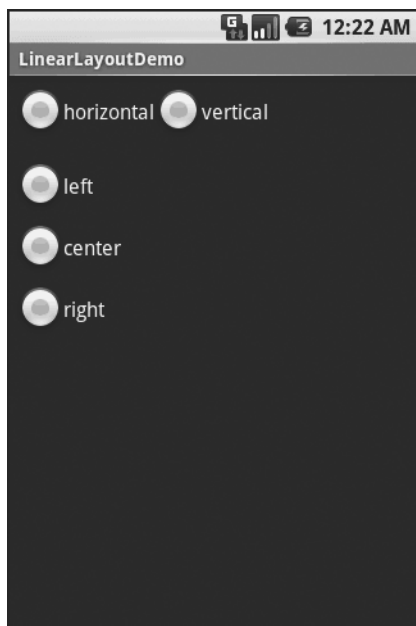 G 12:22 AM
LinearLayoutDemo
horizontal vertical
left
center
right